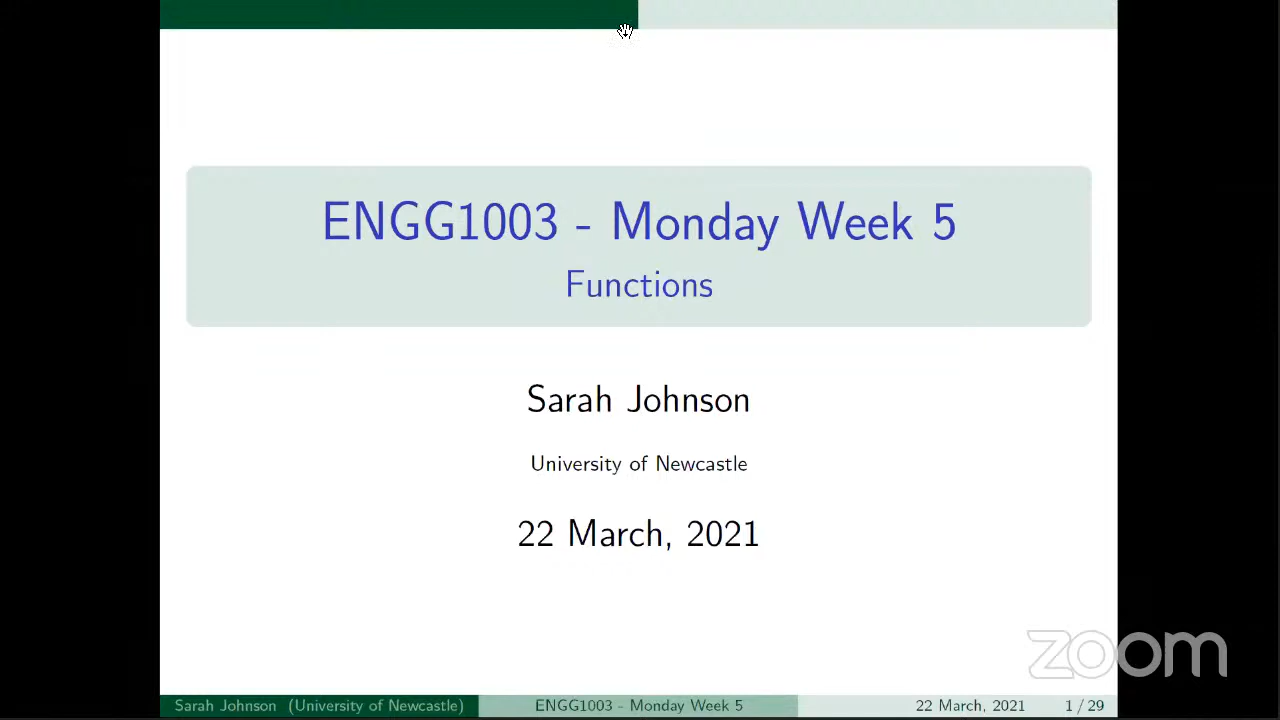 ENGG1003 - Monday Week 5
Functions
Sarah Johnson
University of Newcastle
22 March, 2021
zoom
Sarah Johnson (University of Newcastle) ENGG1003 - Monday Week 5 22 March, 2021 1 / 29